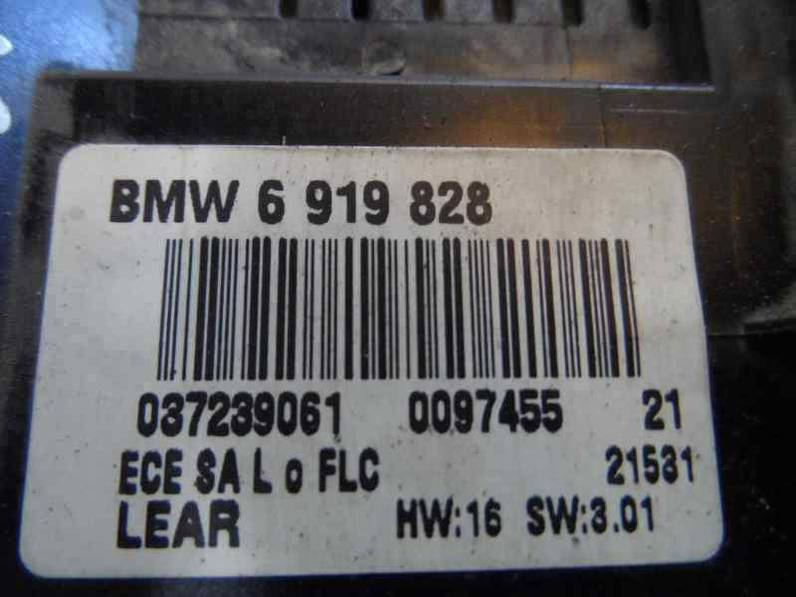 BMW 6 919 828
037239061 0097455 21
ECE SA L o FLC 21531
LEAR HW:16 SW:3.01